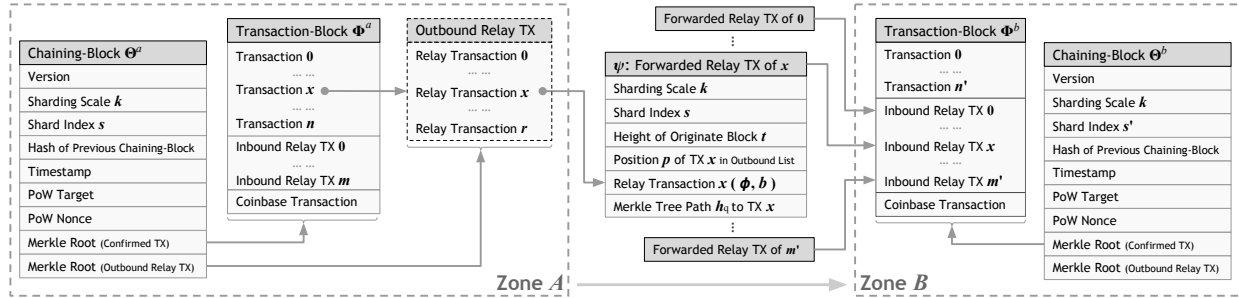 Chaining-Block Θᵃ
Version
Sharding Scale k
Shard Index s
Hash of Previous Chaining-Block
Timestamp
PoW Target
PoW Nonce
Merkle Root (Confirmed TX)
Merkle Root (Outbound Relay TX)
Transaction-Block Φᵃ
Transaction 0
... ...
Transaction x
... ...
Transaction n
Inbound Relay TX 0
... ...
Inbound Relay TX m
Coinbase Transaction
Outbound Relay TX
Relay Transaction 0
... ...
Relay Transaction x
... ...
Relay Transaction r
Zone A
Forwarded Relay TX of 0
ψ: Forwarded Relay TX of x
Sharding Scale k
Shard Index s
Height of Originate Block t
Position p of TX x in Outbound List
Relay Transaction x ( ϕ, b )
Merkle Tree Path hq to TX x
Forwarded Relay TX of m'
Transaction-Block Φᵇ
Transaction 0
... ...
Transaction n'
Inbound Relay TX 0
... ...
Inbound Relay TX x
... ...
Inbound Relay TX m'
Coinbase Transaction
Chaining-Block Θᵇ
Version
Sharding Scale k
Shard Index s'
Hash of Previous Chaining-Block
Timestamp
PoW Target
PoW Nonce
Merkle Root (Confirmed TX)
Merkle Root (Outbound Relay TX)
Zone B